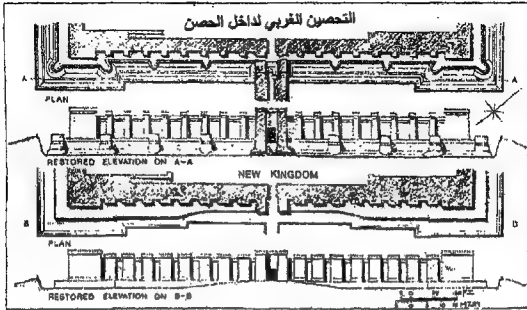 التحصين الغربي لداخل الحصن
A A
PLAN
RESTORED ELEVATION ON A-A
NEW KINGDOM
B
PLAN
RESTORED ELEVATION ON B-B